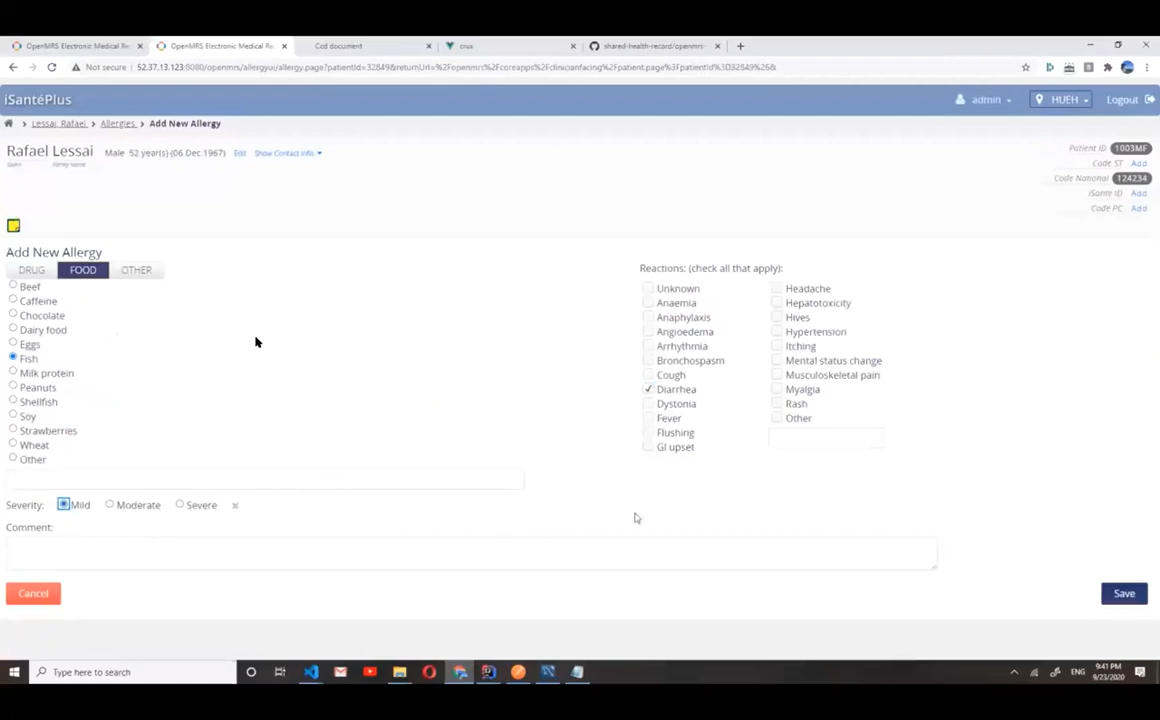 OpenMRS Electronic Medical Re
OpenMRS Electronic Medical Re
Ccd document
crux
shared-health-record/openmrs-
Not secure
52.37.13.123:6080/openmrs/allergyui/allergy.page?patientId=32849&returnUrl=%2Fopenmrs%2Fcoreapps%2Fclinicianfacing%2Fpatient.page%3FpatientId%3D32849%26&
iSantéPlus
admin
HUEH
Logout
Lessai, Rafael
Allergies
Add New Allergy
Rafael Lessai
Male 52 year(s) (06 Dec.1967)
Edit
Show Contact Info
Family Name
Patient ID 1003MF
Code ST Add
Code National 124234
iSante ID Add
Code PC Add
Add New Allergy
DRUG FOOD OTHER
Beef
Caffeine
Chocolate
Dairy food
Eggs
Fish
Milk protein
Peanuts
Shellfish
Soy
Strawberries
Wheat
Other
Severity: Mild Moderate Severe
Comment:
Reactions: (check all that apply):
Unknown
Anaemia
Anaphylaxis
Angioedema
Arrhythmia
Bronchospasm
Cough
Diarrhea
Dystonia
Fever
Flushing
GI upset
Headache
Hepatotoxicity
Hives
Hypertension
Itching
Mental status change
Musculoskeletal pain
Myalgia
Rash
Other
Cancel
Save
Type here to search
ENG
9:41 PM
9/23/2020